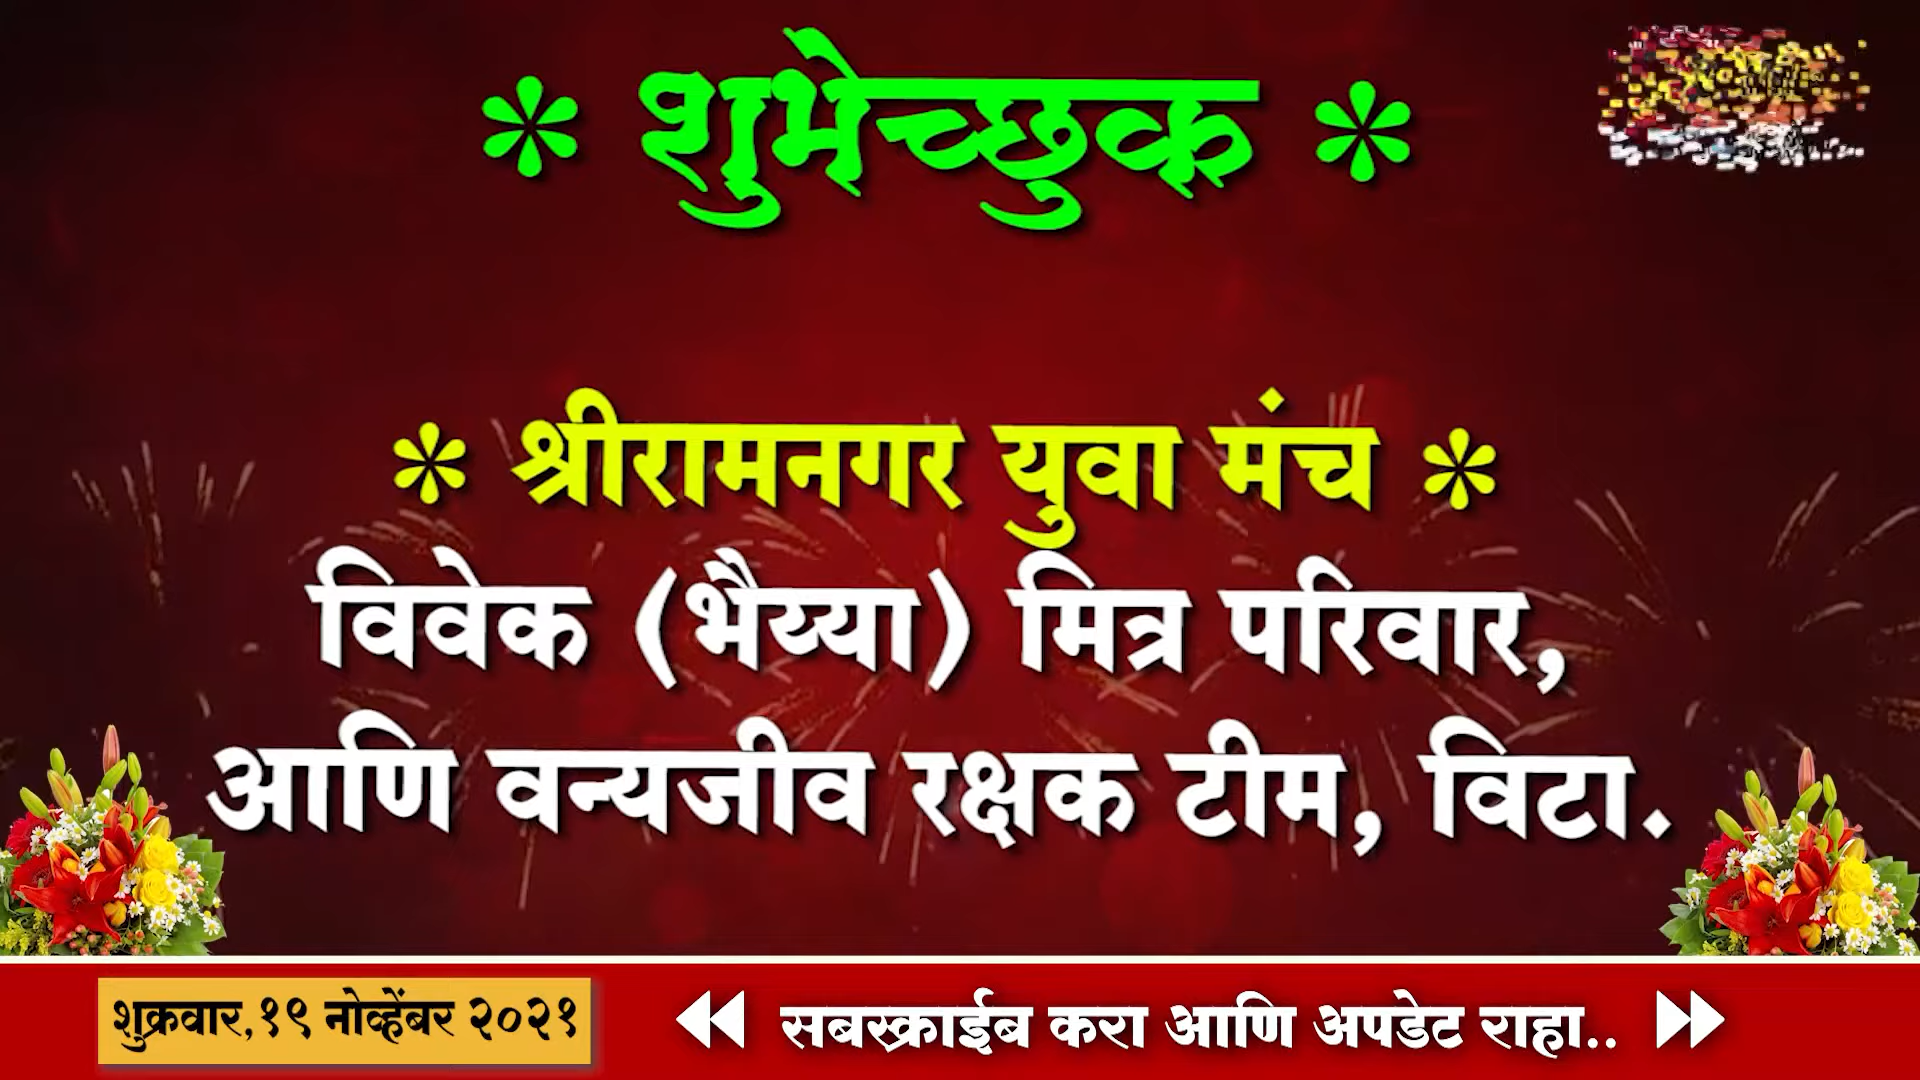 * शुभेच्छुक *
* श्रीरामनगर युवा मंच *
विवेक (भैय्या) मित्र परिवार,
आणि वन्यजीव रक्षक टीम, विटा.
शुक्रवार,१९ नोव्हेंबर २०२१
सबस्क्राईब करा आणि अपडेट राहा..